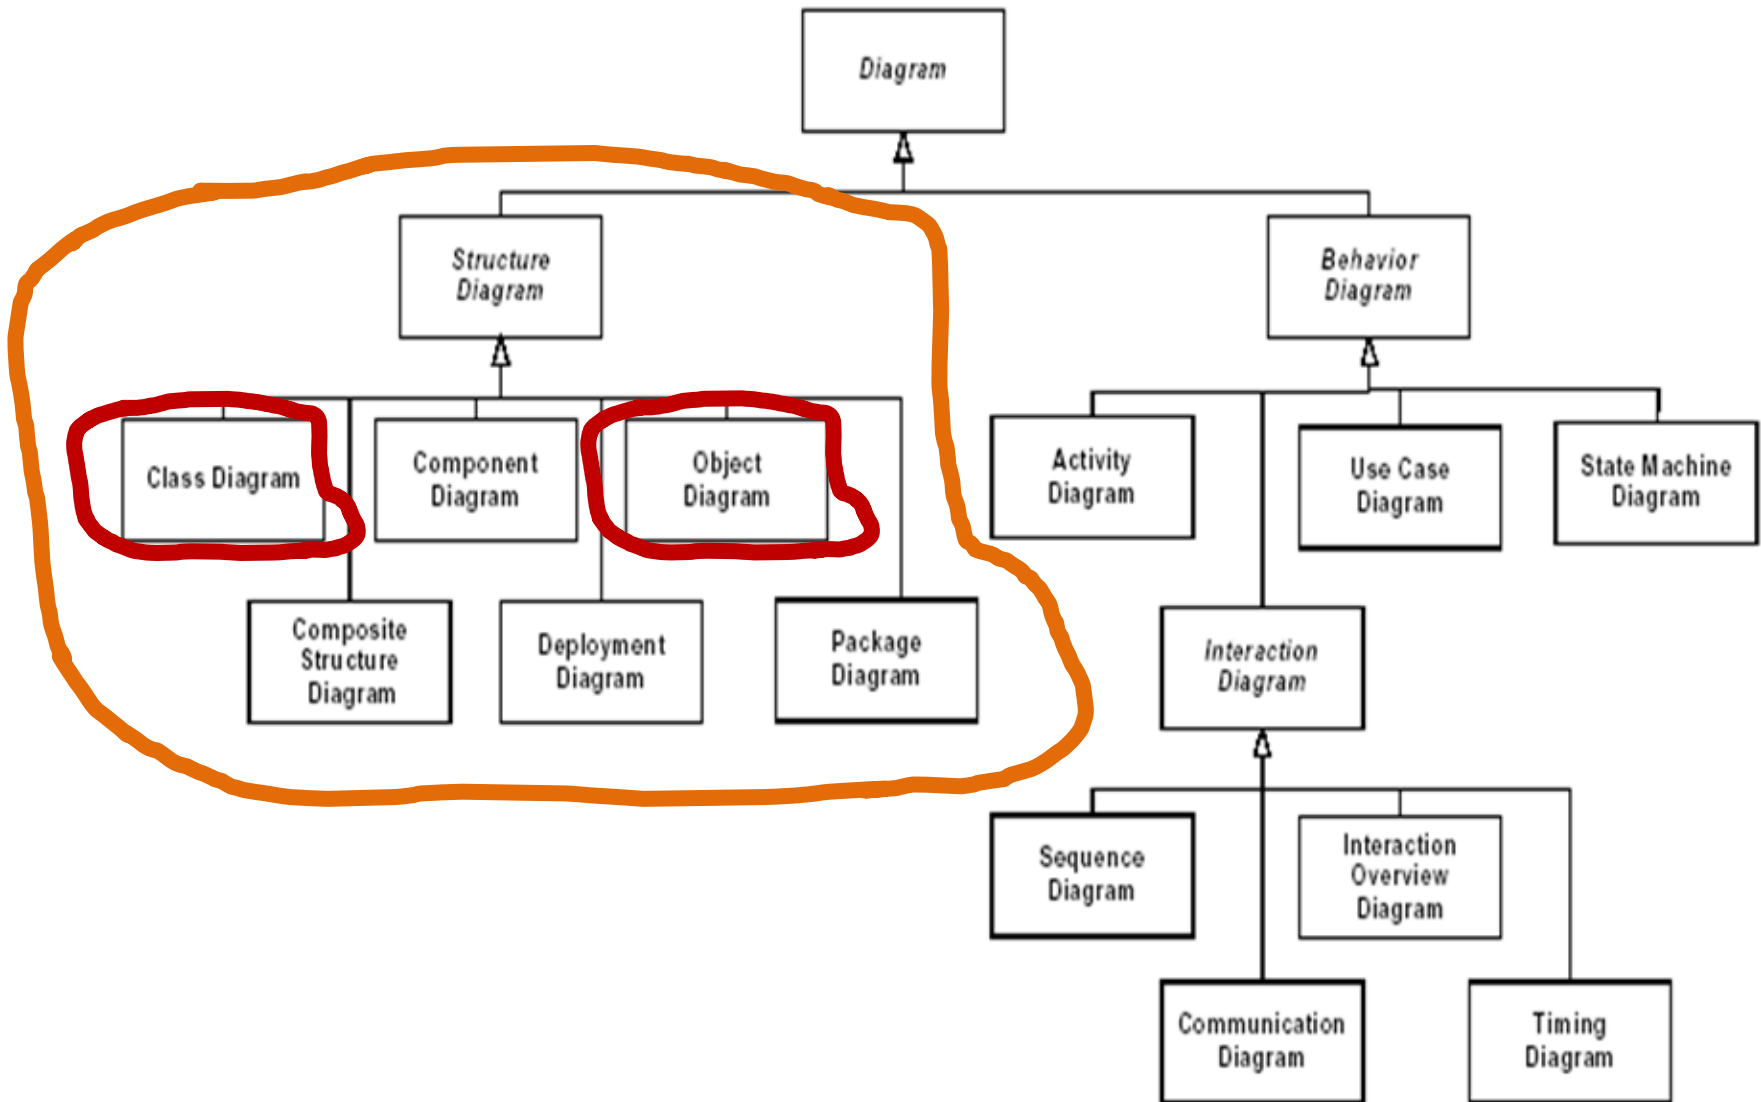 Diagram
Structure
Diagram
Behavior
Diagram
Class Diagram
Component
Diagram
Object
Diagram
Activity
Diagram
Use Case
Diagram
State Machine
Diagram
Composite
Structure
Diagram
Deployment
Diagram
Package
Diagram
Interaction
Diagram
Sequence
Diagram
Interaction
Overview
Diagram
Communication
Diagram
Timing
Diagram